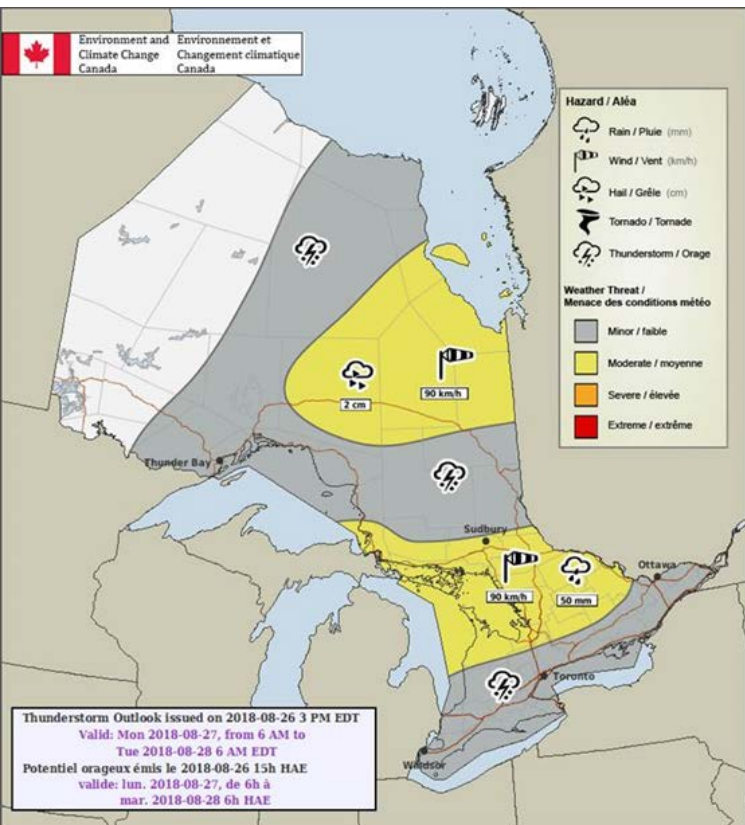 Environment and Environnement et
Climate Change Changement climatique
Canada Canada
Hazard / Aléa
Rain / Pluie (mm)
Wind / Vent (km/h)
Hail / Grêle (cm)
Tornado / Tornade
Thunderstorm / Orage
Weather Threat /
Menace des conditions météo
Minor / faible
Moderate / moyenne
Severe / élevée
Extreme / extrême
2 cm
90 km/h
Thunder Bay
Sudbury
Ottawa
90 km/h
50 mm
Toronto
Windsor
Thunderstorm Outlook issued on 2018-08-26 3 PM EDT
Valid: Mon 2018-08-27, from 6 AM to
Tue 2018-08-28 6 AM EDT
Potentiel orageux émis le 2018-08-26 15h HAE
valide: lun. 2018-08-27, de 6h à
mar. 2018-08-28 6h HAE